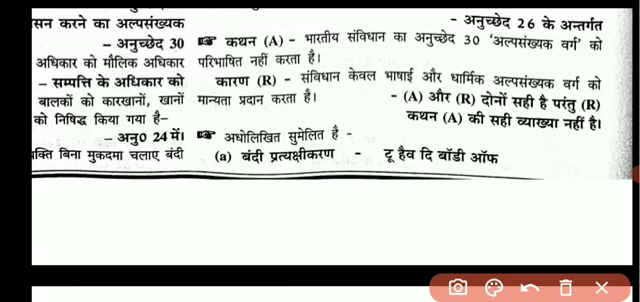 सन करने का अल्पसंख्यक
– अनुच्छेद 30
अधिकार को मौलिक अधिकार
– सम्पत्ति के अधिकार को
बालकों को कारखानों, खानों
को निषिद्ध किया गया है–
– अनु0 24 में।
क्ति बिना मुकदमा चलाए बंदी
- अनुच्छेद 26 के अन्तर्गत
कथन (A) - भारतीय संविधान का अनुच्छेद 30 'अल्पसंख्यक वर्ग' को
परिभाषित नहीं करता है।
कारण (R) - संविधान केवल भाषाई और धार्मिक अल्पसंख्यक वर्ग को
मान्यता प्रदान करता है।
- (A) और (R) दोनों सही है परंतु (R)
कथन (A) की सही व्याख्या नहीं है।
अधोलिखित सुमेलित है -
(a) बंदी प्रत्यक्षीकरण - टू हैव दि बॉडी ऑफ